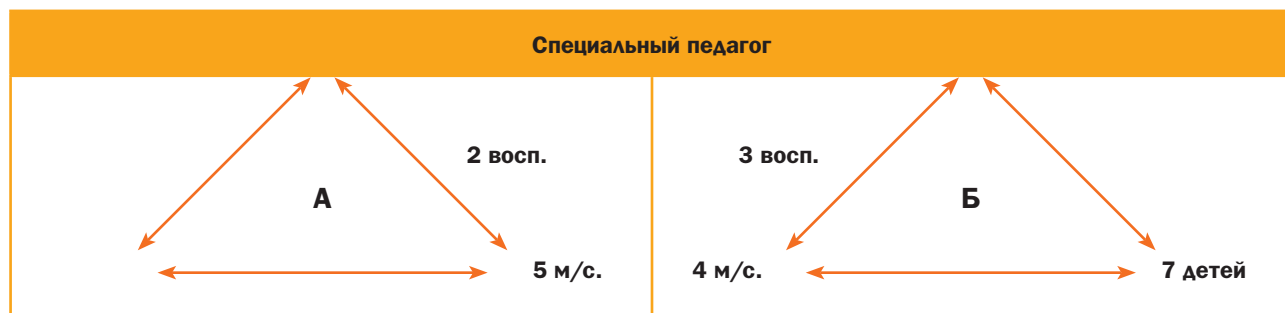 Специальный педагог
2 восп.
3 восп.
А
Б
5 м/с.
4 м/с.
7 детей